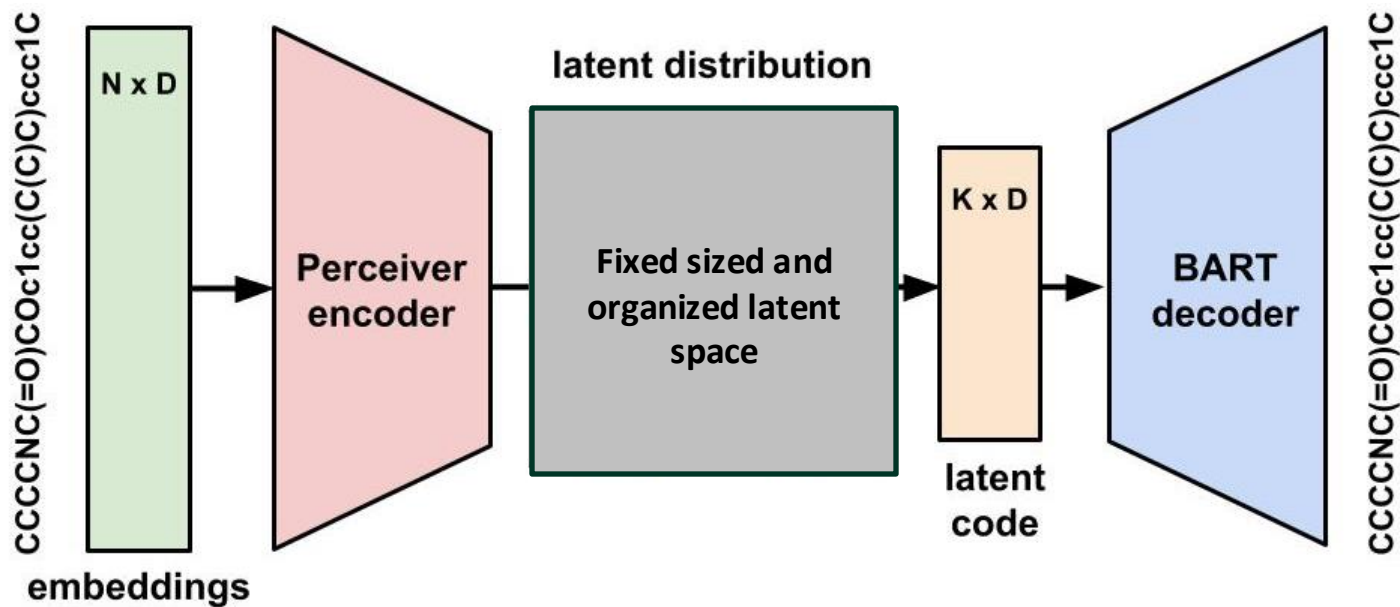 CCCCNC(=O)COc1cc(C(C)C)ccc1C
N x D
embeddings
Perceiver
encoder
latent distribution
Fixed sized and
organized latent
space
K x D
latent
code
BART
decoder
CCCCNC(=O)COc1cc(C(C)C)ccc1C